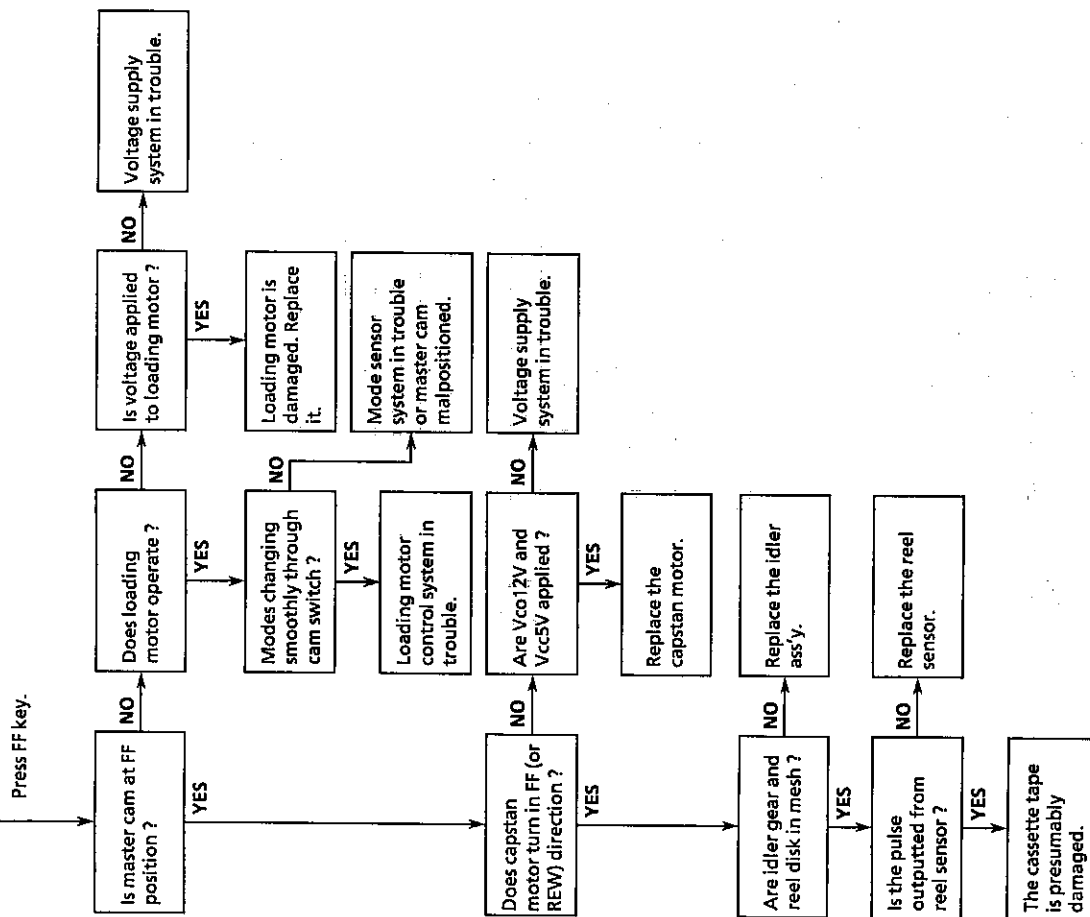 Press FF key.
Is master cam at FF
position ?
NO
YES
Does loading
motor operate ?
NO
YES
Is voltage applied
to loading motor ?
NO
YES
Voltage supply
system in trouble.
Loading motor is
damaged. Replace
it.
Modes changing
smoothly through
cam switch ?
NO
YES
Mode sensor
system in trouble
or master cam
malpositioned.
Loading motor
control system in
trouble.
Does capstan
motor turn in FF (or
REW) direction ?
NO
YES
Are Vco12V and
Vcc5V applied ?
NO
YES
Voltage supply
system in trouble.
Replace the
capstan motor.
Are idler gear and
reel disk in mesh ?
NO
YES
Replace the idler
ass'y.
Is the pulse
outputted from
reel sensor ?
NO
YES
Replace the reel
sensor.
The cassette tape
is presumably
damaged.